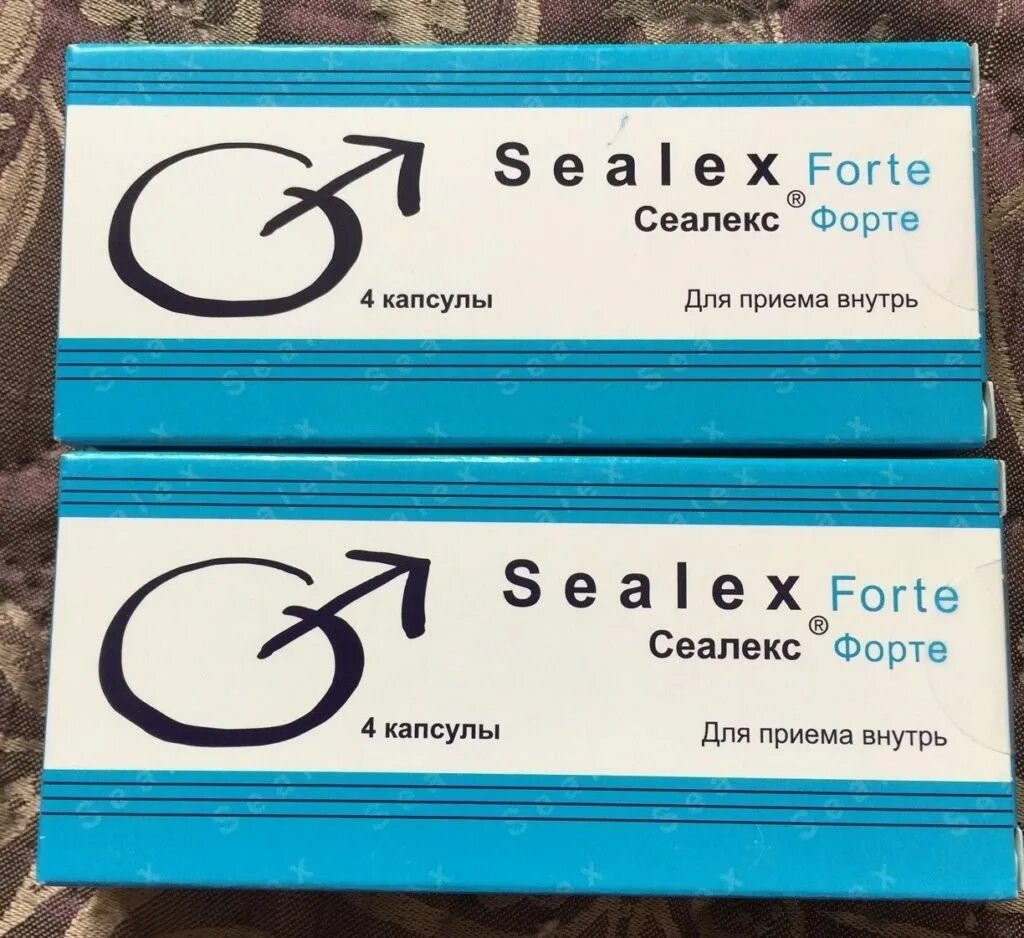 Sealex Forte
Сеалекс® Форте
4 капсулы
Для приема внутрь
Sealex Forte
Сеалекс® Форте
4 капсулы
Для приема внутрь